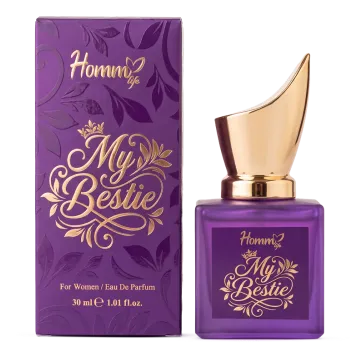 Homm
life
My
Bestie
For Women / Eau De Parfum
30 ml ℮ 1.01 fl.oz.
Homm
life
My
Bestie